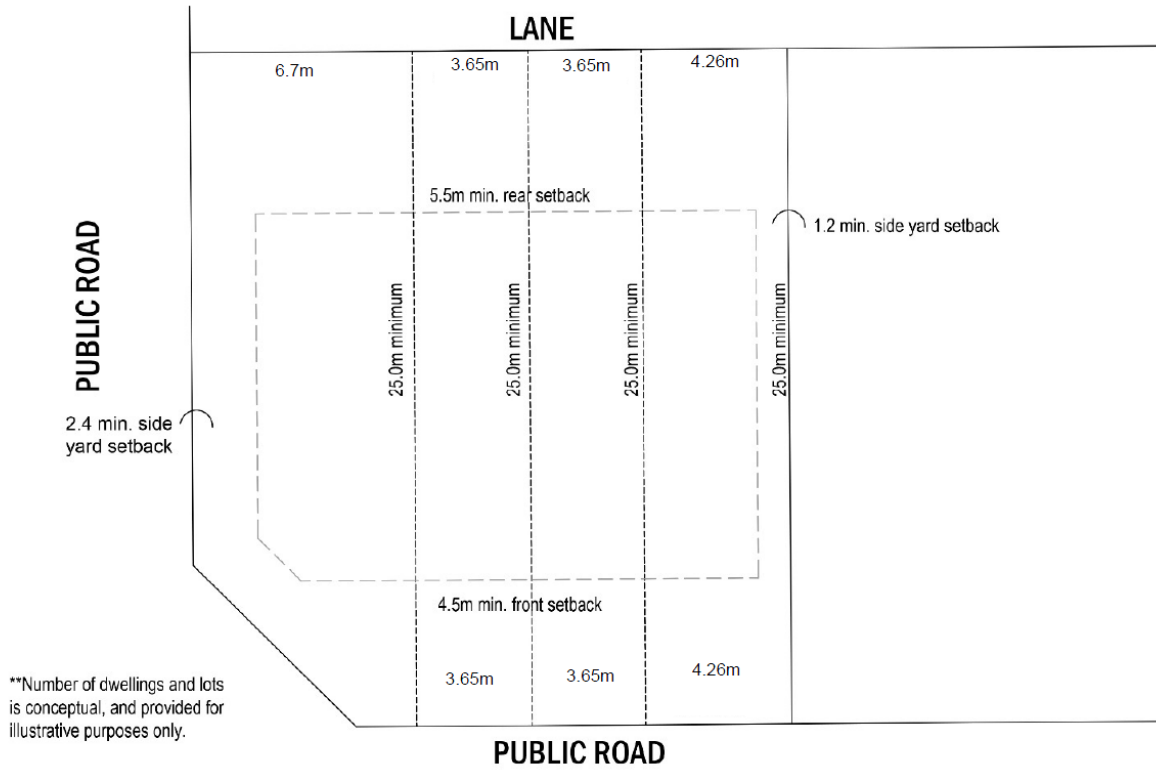 LANE
6.7m
3.65m
3.65m
4.26m
5.5m min. rear setback
1.2 min. side yard setback
PUBLIC ROAD
25.0m minimum
25.0m minimum
25.0m minimum
25.0m minimum
2.4 min. side
yard setback
4.5m min. front setback
3.65m
3.65m
4.26m
**Number of dwellings and lots
is conceptual, and provided for
illustrative purposes only.
PUBLIC ROAD